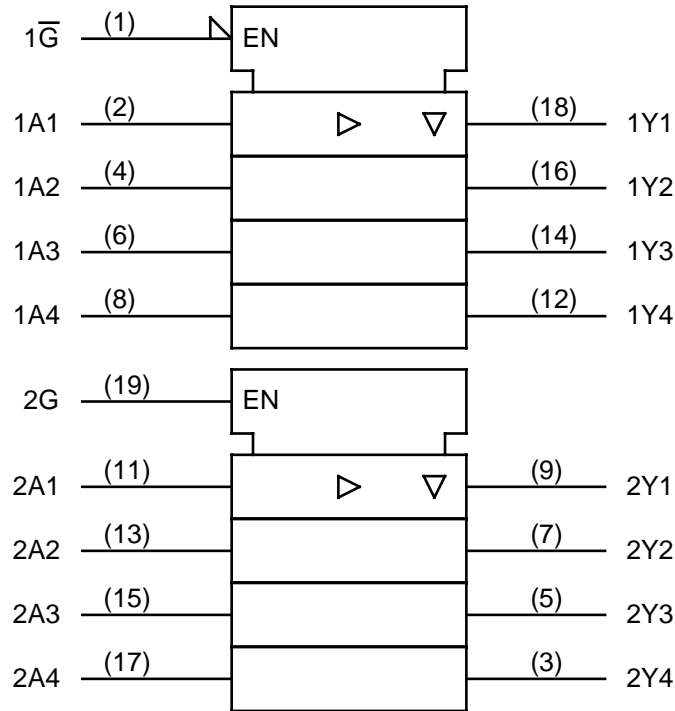 1G̅ (1) EN
1A1 (2) (18) 1Y1
1A2 (4) (16) 1Y2
1A3 (6) (14) 1Y3
1A4 (8) (12) 1Y4
2G (19) EN
2A1 (11) (9) 2Y1
2A2 (13) (7) 2Y2
2A3 (15) (5) 2Y3
2A4 (17) (3) 2Y4